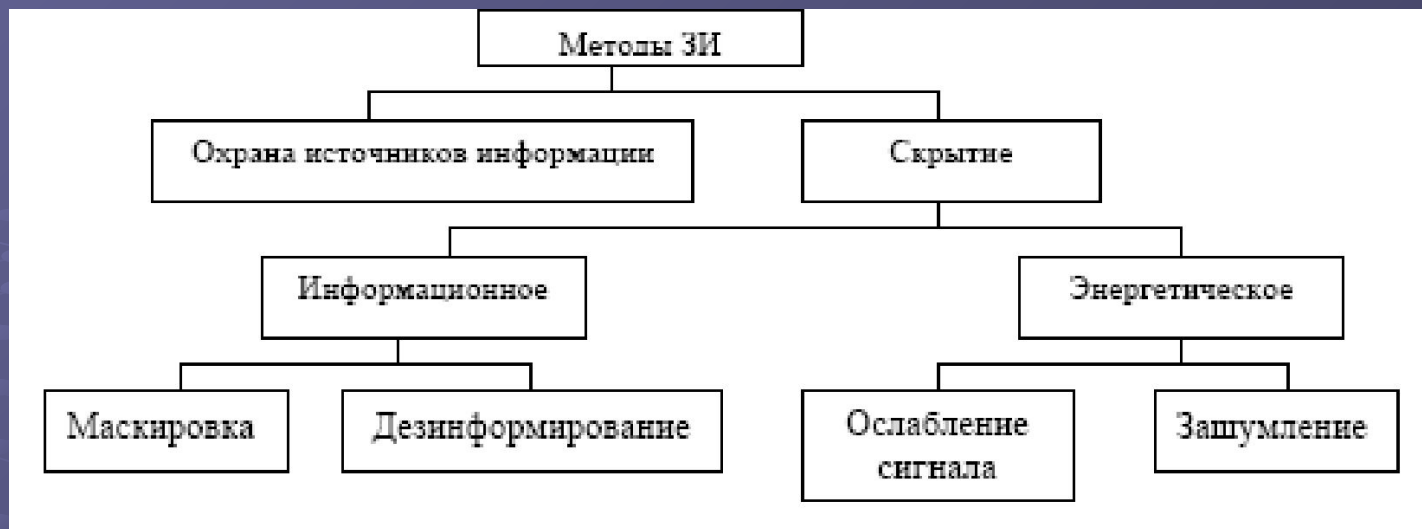 Методы ЗИ
Охрана источников информации
Скрытие
Информационное
Энергетическое
Маскировка
Дезинформирование
Ослабление
сигнала
Зашумление